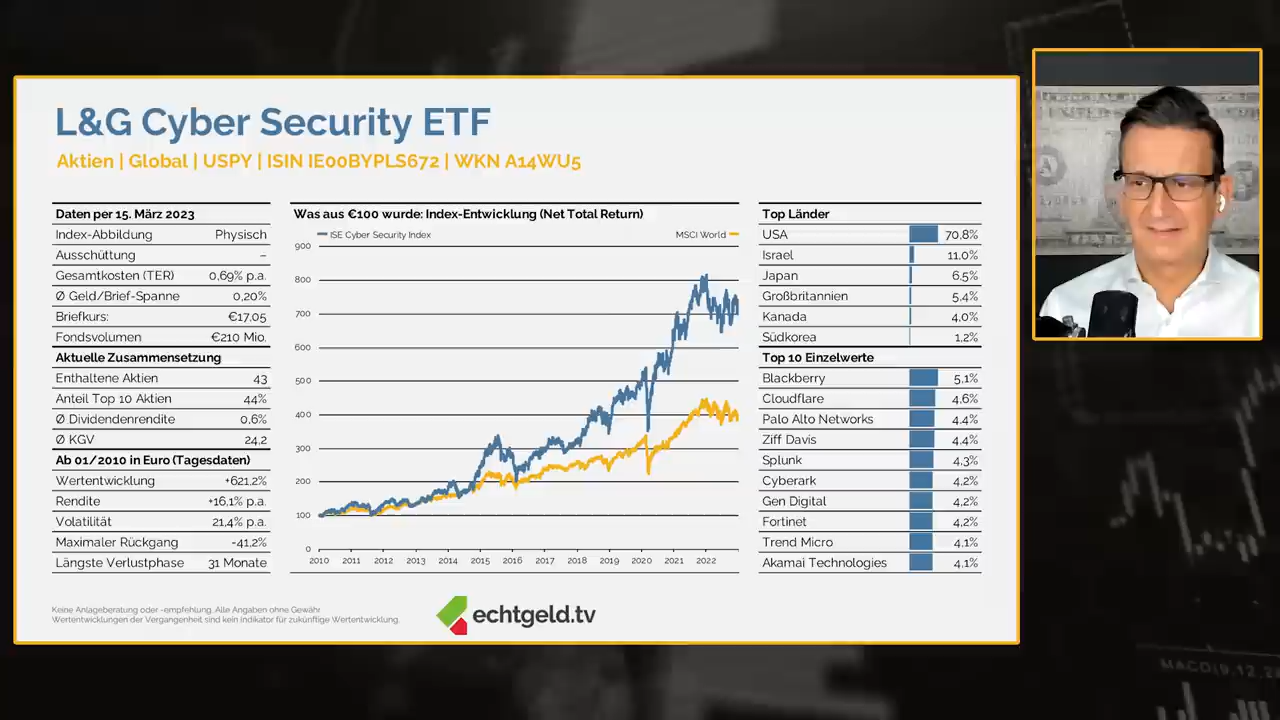 L&G Cyber Security ETF
Aktien | Global | USPY | ISIN IE00BYPLS672 | WKN A14WU5
Daten per 15. März 2023
Index-Abbildung Physisch
Ausschüttung –
Gesamtkosten (TER) 0,69% p.a.
Ø Geld/Brief-Spanne 0,20%
Briefkurs: €17,05
Fondsvolumen €210 Mio.
Aktuelle Zusammensetzung
Enthaltene Aktien 43
Anteil Top 10 Aktien 44%
Ø Dividendenrendite 0,6%
Ø KGV 24,2
Ab 01/2010 in Euro (Tagesdaten)
Wertentwicklung +621,2%
Rendite +16,1% p.a.
Volatilität 21,4% p.a.
Maximaler Rückgang -41,2%
Längste Verlustphase 31 Monate
Was aus €100 wurde: Index-Entwicklung (Net Total Return)
ISE Cyber Security Index MSCI World
900
800
700
600
500
400
300
200
100
0
2010 2011 2012 2013 2014 2015 2016 2017 2018 2019 2020 2021 2022
Top Länder
USA 70.8%
Israel 11.0%
Japan 6.5%
Großbritannien 5.4%
Kanada 4.0%
Südkorea 1.2%
Top 10 Einzelwerte
Blackberry 5,1%
Cloudflare 4,6%
Palo Alto Networks 4,4%
Ziff Davis 4,4%
Splunk 4,3%
Cyberark 4,2%
Gen Digital 4,2%
Fortinet 4,2%
Trend Micro 4,1%
Akamai Technologies 4,1%
Keine Anlageberatung oder -empfehlung. Alle Angaben ohne Gewähr
Wertentwicklungen der Vergangenheit sind kein Indikator für zukünftige Wertentwicklung.
echtgeld.tv